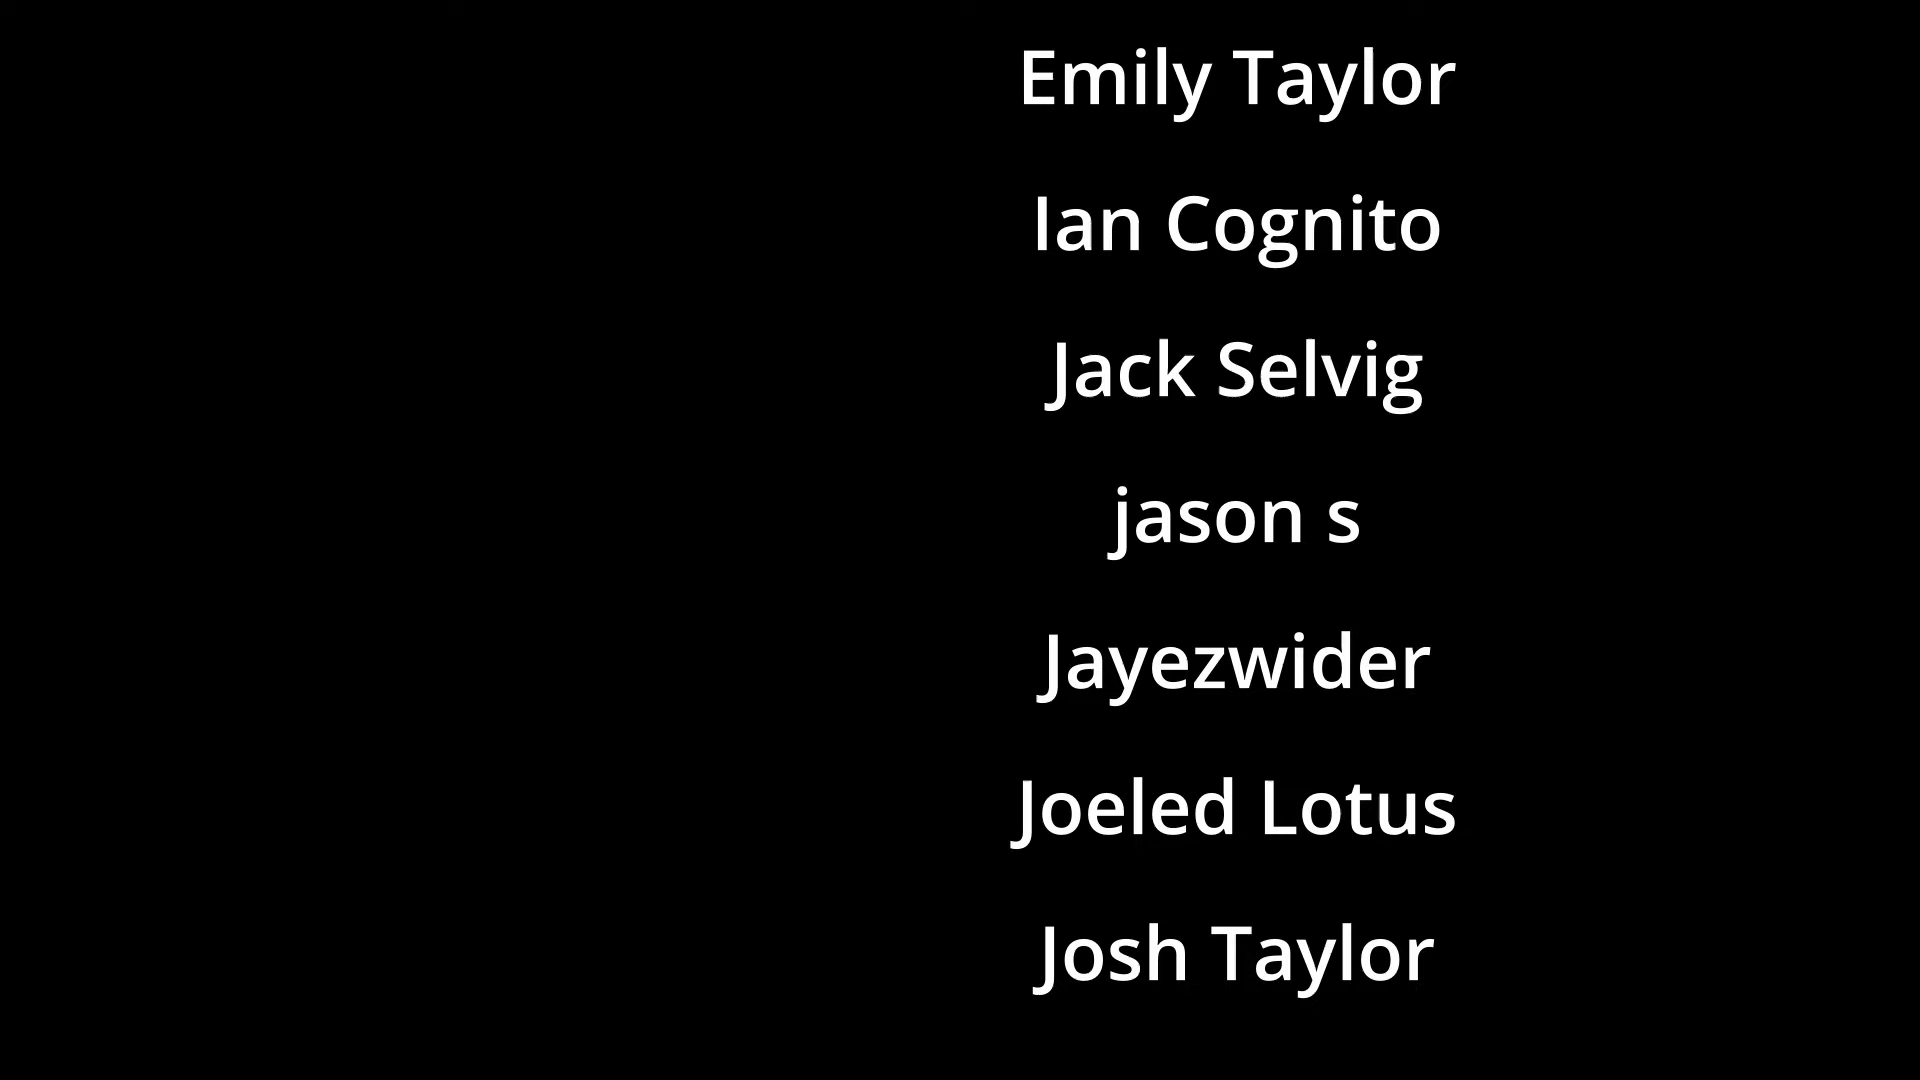 Emily Taylor
Ian Cognito
Jack Selvig
jason s
Jayezwider
Joeled Lotus
Josh Taylor